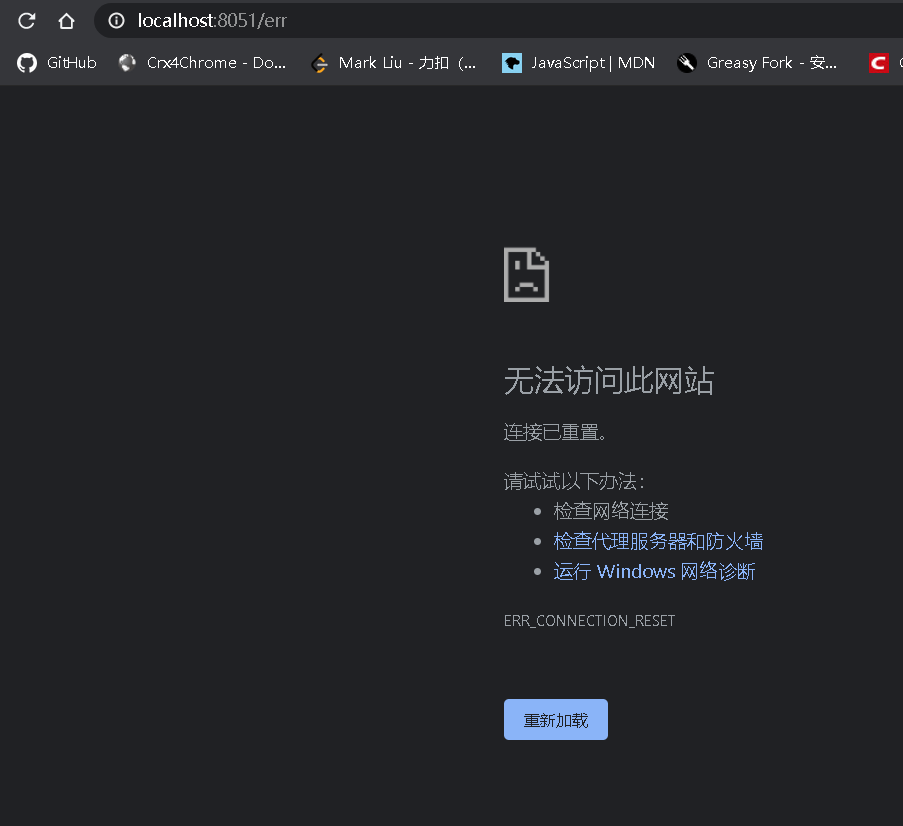 localhost:8051/err
GitHub Crx4Chrome - Do... Mark Liu - 力扣（... JavaScript | MDN Greasy Fork - 安...
无法访问此网站
连接已重置。
请试试以下办法：
检查网络连接
检查代理服务器和防火墙
运行 Windows 网络诊断
ERR_CONNECTION_RESET
重新加载